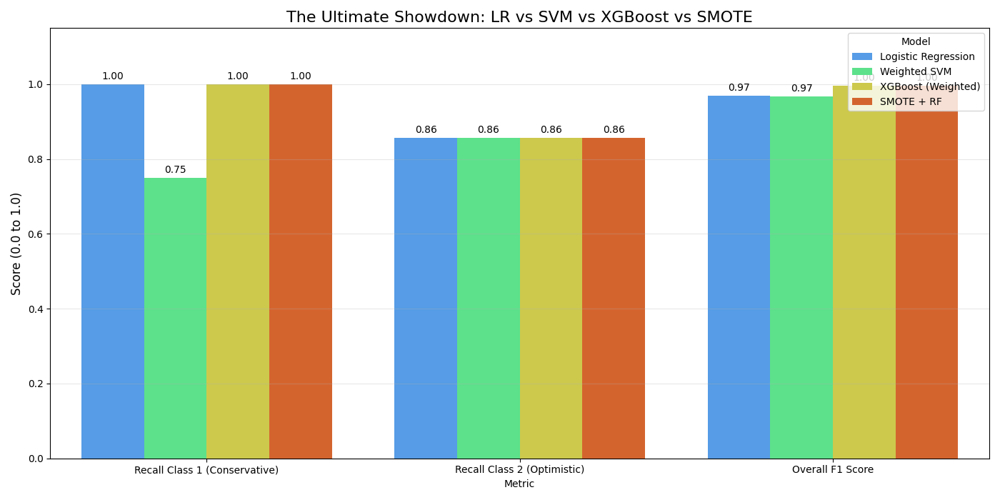 The Ultimate Showdown: LR vs SVM vs XGBoost vs SMOTE
Model
Logistic Regression
Weighted SVM
XGBoost (Weighted)
SMOTE + RF
1.00
0.75
1.00
1.00
0.86
0.86
0.86
0.86
0.97
0.97
1.00
1.00
Score (0.0 to 1.0)
1.0
0.8
0.6
0.4
0.2
0.0
Recall Class 1 (Conservative)
Recall Class 2 (Optimistic)
Overall F1 Score
Metric